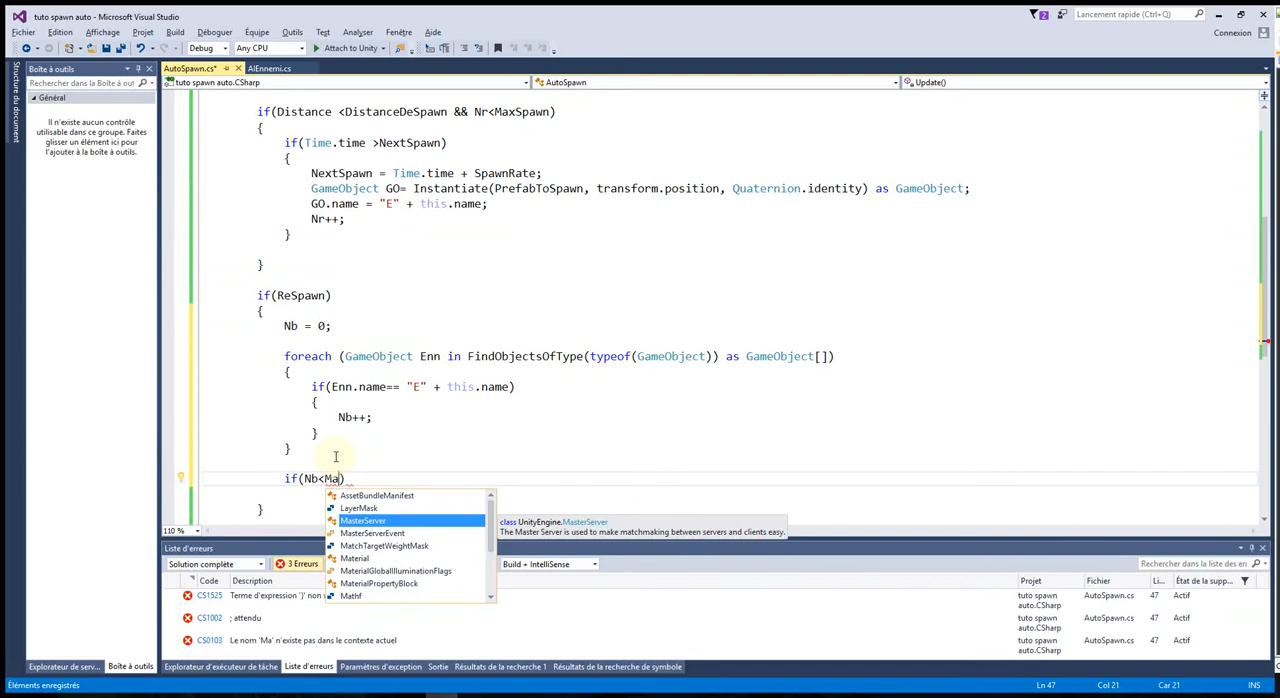 tuto spawn auto - Microsoft Visual Studio
2
Lancement rapide (Ctrl+Q)
Fichier Edition Affichage Projet Build Déboguer Équipe Outils Test Analyser Fenêtre Aide
Connexion
Debug Any CPU Attach to Unity
Structure du document
Boîte à outils
Rechercher dans la Boîte à out
Général
Il n'existe aucun contrôle
utilisable dans ce groupe. Faites
glisser un élément ici pour
l'ajouter à la boîte à outils.
AutoSpawn.cs* AIEnnemi.cs
tuto spawn auto.CSharp AutoSpawn Update()
if(Distance <DistanceDeSpawn && Nr<MaxSpawn)
{
if(Time.time >NextSpawn)
{
NextSpawn = Time.time + SpawnRate;
GameObject GO= Instantiate(PrefabToSpawn, transform.position, Quaternion.identity) as GameObject;
GO.name = "E" + this.name;
Nr++;
}
}
if(ReSpawn)
{
Nb = 0;
foreach (GameObject Enn in FindObjectsOfType(typeof(GameObject)) as GameObject[])
{
if(Enn.name== "E" + this.name)
{
Nb++;
}
}
if(Nb<Ma)
}
AssetBundleManifest
LayerMask
MasterServer
MasterServerEvent
MatchTargetWeightMask
Material
MaterialGlobalIlluminationFlags
MaterialPropertyBlock
Mathf
class UnityEngine.MasterServer
The Master Server is used to make matchmaking between servers and clients easy.
110 %
Liste d'erreurs
Solution complète 3 Erreurs Build + IntelliSense Rechercher dans la liste des err
Code Description Projet Fichier Li... État de la supp...
CS1525 Terme d'expression '}' non v tuto spawn auto.CSharp AutoSpawn.cs 47 Actif
CS1002 ; attendu tuto spawn auto.CSharp AutoSpawn.cs 47 Actif
CS0103 Le nom 'Ma' n'existe pas dans le contexte actuel tuto spawn auto.CSharp AutoSpawn.cs 47 Actif
Explorateur de serv... Boîte à outils Explorateur d'exécuteur de tâche Liste d'erreurs Paramètres d'exception Sortie Résultats de la recherche 1 Résultats de la recherche de symbole
Éléments enregistrés Ln 47 Col 21 Car 21 INS